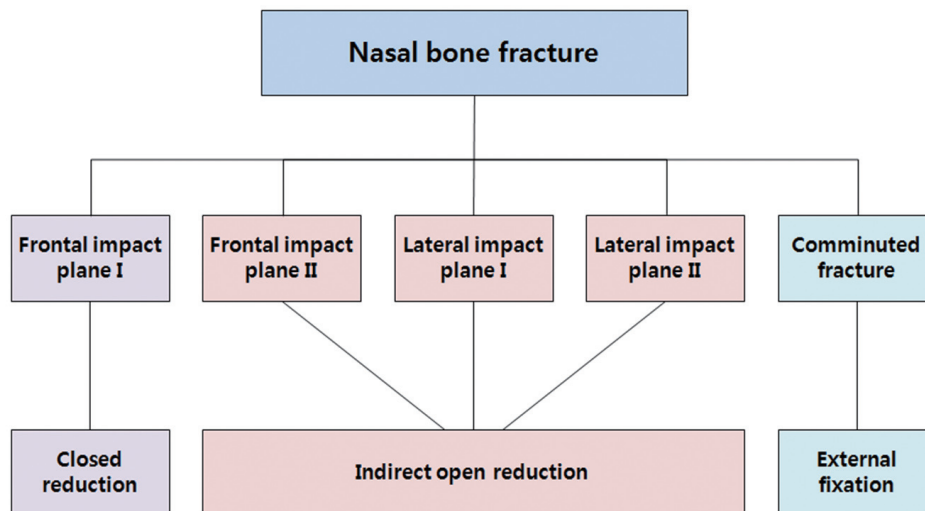 Nasal bone fracture
Frontal impact
plane I
Frontal impact
plane II
Lateral impact
plane I
Lateral impact
plane II
Comminuted
fracture
Closed
reduction
Indirect open reduction
External
fixation